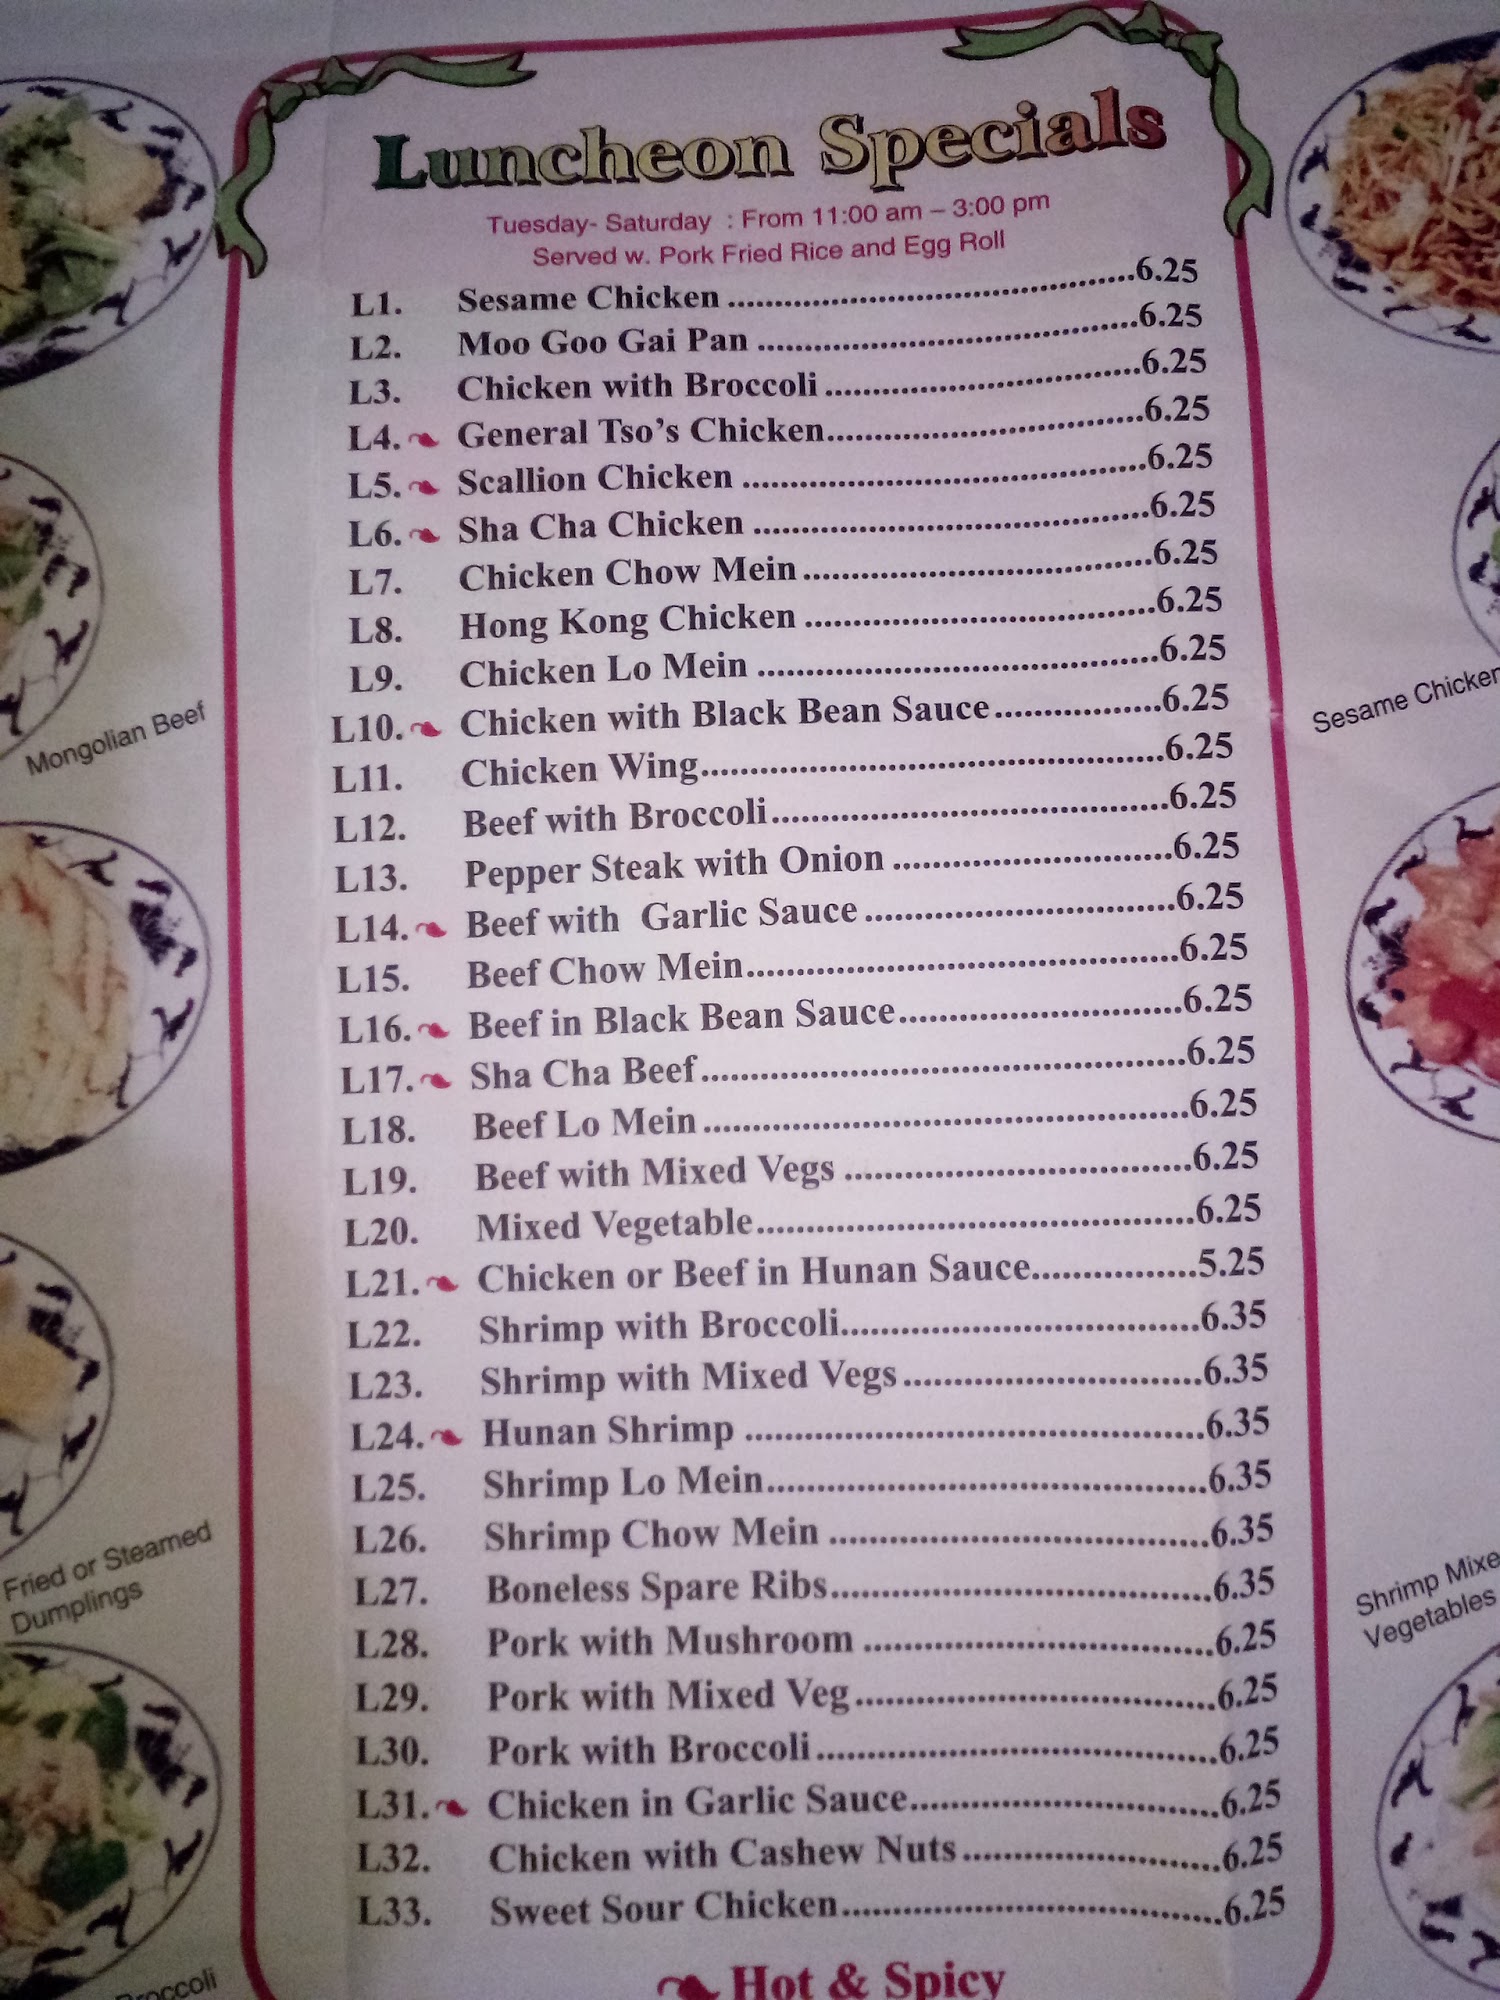 Luncheon Specials
Tuesday- Saturday : From 11:00 am – 3:00 pm
Served w. Pork Fried Rice and Egg Roll
L1. Sesame Chicken ..........6.25
L2. Moo Goo Gai Pan ..........6.25
L3. Chicken with Broccoli ..........6.25
L4. General Tso's Chicken..........6.25
L5. Scallion Chicken ..........6.25
L6. Sha Cha Chicken ..........6.25
L7. Chicken Chow Mein ..........6.25
L8. Hong Kong Chicken ..........6.25
L9. Chicken Lo Mein ..........6.25
L10. Chicken with Black Bean Sauce..........6.25
L11. Chicken Wing..........6.25
L12. Beef with Broccoli..........6.25
L13. Pepper Steak with Onion ..........6.25
L14. Beef with Garlic Sauce ..........6.25
L15. Beef Chow Mein..........6.25
L16. Beef in Black Bean Sauce..........6.25
L17. Sha Cha Beef..........6.25
L18. Beef Lo Mein ..........6.25
L19. Beef with Mixed Vegs ..........6.25
L20. Mixed Vegetable..........6.25
L21. Chicken or Beef in Hunan Sauce..........5.25
L22. Shrimp with Broccoli..........6.35
L23. Shrimp with Mixed Vegs ..........6.35
L24. Hunan Shrimp ..........6.35
L25. Shrimp Lo Mein..........6.35
L26. Shrimp Chow Mein ..........6.35
L27. Boneless Spare Ribs..........6.35
L28. Pork with Mushroom ..........6.25
L29. Pork with Mixed Veg..........6.25
L30. Pork with Broccoli..........6.25
L31. Chicken in Garlic Sauce..........6.25
L32. Chicken with Cashew Nuts..........6.25
L33. Sweet Sour Chicken..........6.25
Hot & Spicy
Mongolian Beef
Fried or Steamed
Dumplings
Sesame Chicken
Shrimp
Vegetables